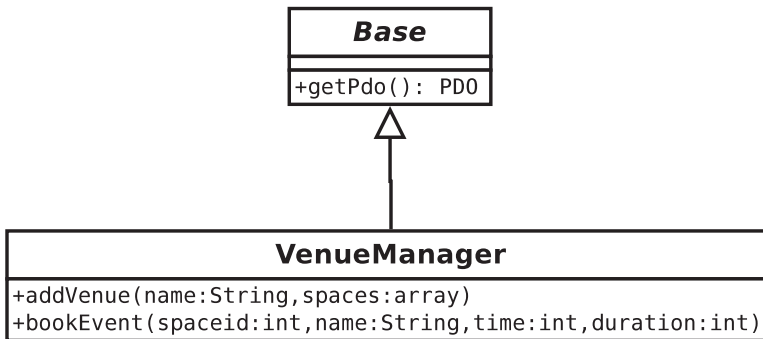 Base
+getPdo(): PDO
VenueManager
+addVenue(name:String,spaces:array)
+bookEvent(spaceid:int,name:String,time:int,duration:int)